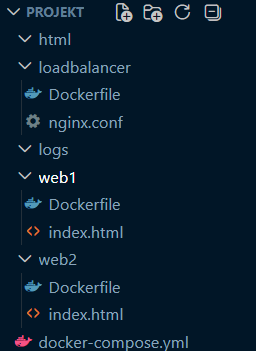 PROJEKT
html
loadbalancer
Dockerfile
nginx.conf
logs
web1
Dockerfile
index.html
web2
Dockerfile
index.html
docker-compose.yml